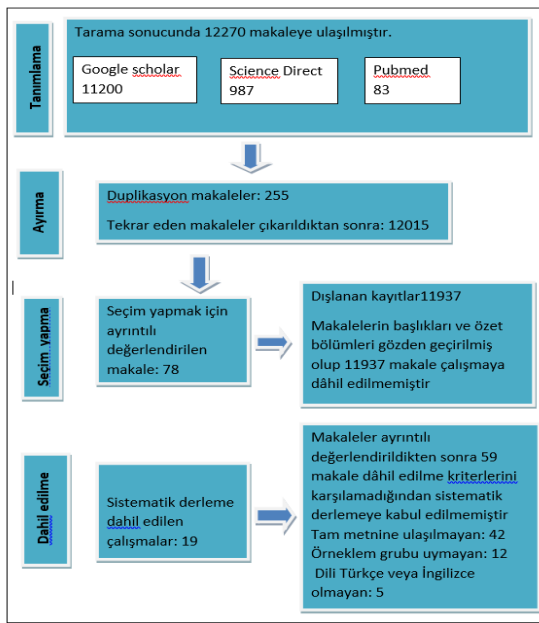 Tanımlama
Tarama sonucunda 12270 makaleye ulaşılmıştır.
Google scholar
11200
Science Direct
987
Pubmed
83
Ayırma
Duplikasyon makaleler: 255
Tekrar eden makaleler çıkarıldıktan sonra: 12015
Seçim yapma
Seçim yapmak için
ayrıntılı
değerlendirilen
makale: 78
Dışlanan kayıtlar11937
Makalelerin başlıkları ve özet
bölümleri gözden geçirilmiş
olup 11937 makale çalışmaya
dâhil edilmemiştir
Dahil edilme
Sistematik derleme
dahil edilen
çalışmalar: 19
Makaleler ayrıntılı
değerlendirildikten sonra 59
makale dâhil edilme kriterlerini
karşılamadığından sistematik
derlemeye kabul edilmemiştir
Tam metnine ulaşılmayan: 42
Örneklem grubu uymayan: 12
Dili Türkçe veya İngilizce
olmayan: 5